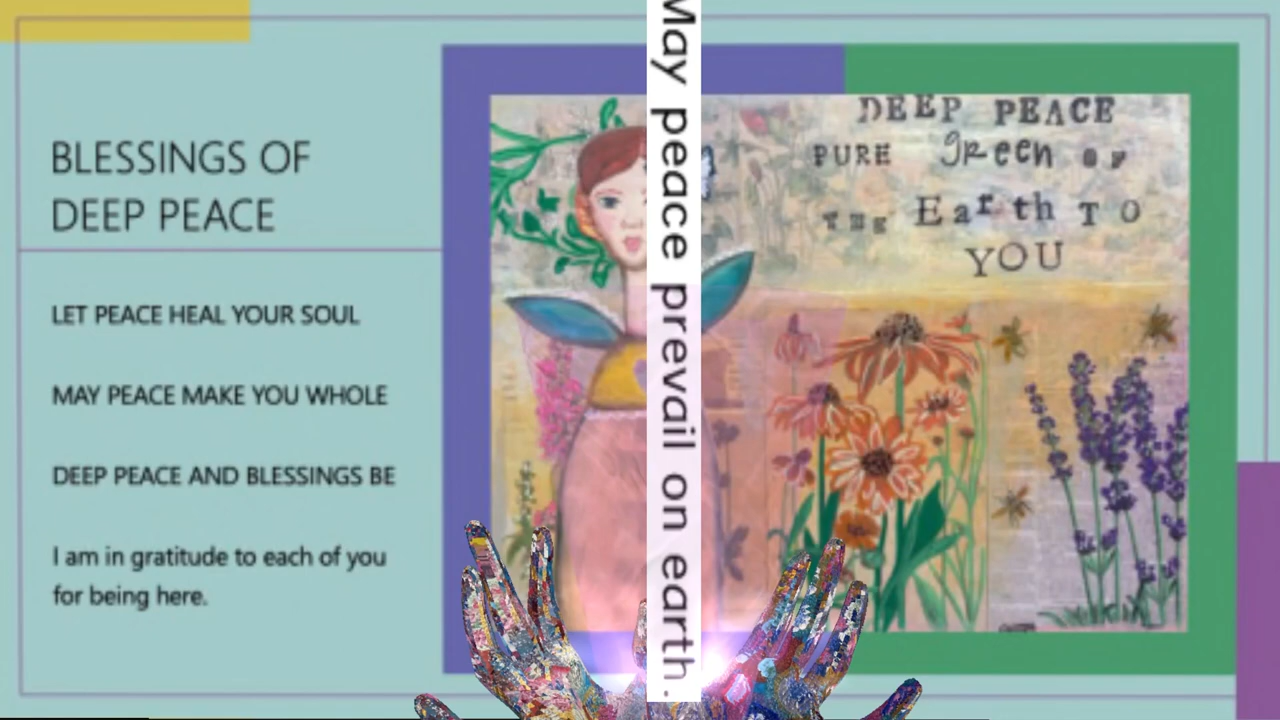 BLESSINGS OF
DEEP PEACE
LET PEACE HEAL YOUR SOUL
MAY PEACE MAKE YOU WHOLE
DEEP PEACE AND BLESSINGS BE
I am in gratitude to each of you
for being here.
May peace prevail on earth.
DEEP PEACE
PURE green OF
THE Earth TO
YOU